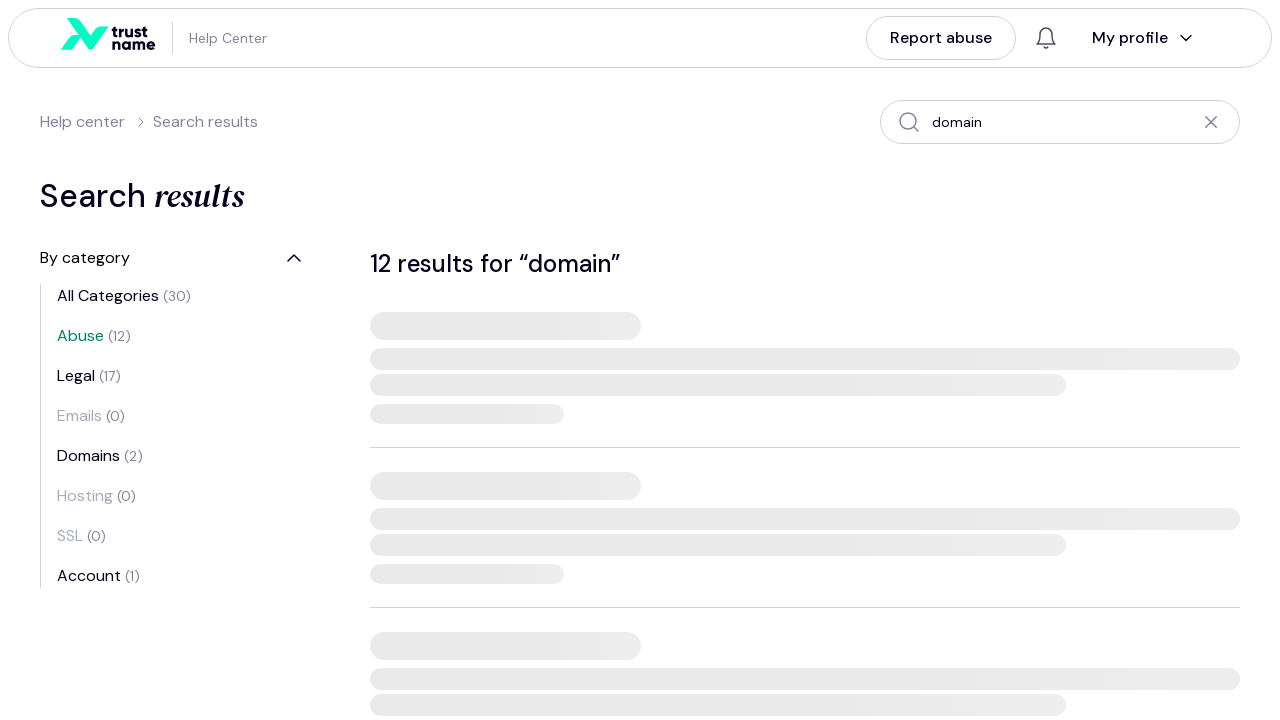 trust
name
Help Center
Report abuse
My profile
Help center
Search results
domain
Search results
By category
All Categories (30)
Abuse (12)
Legal (17)
Emails (0)
Domains (2)
Hosting (0)
SSL (0)
Account (1)
12 results for “domain”